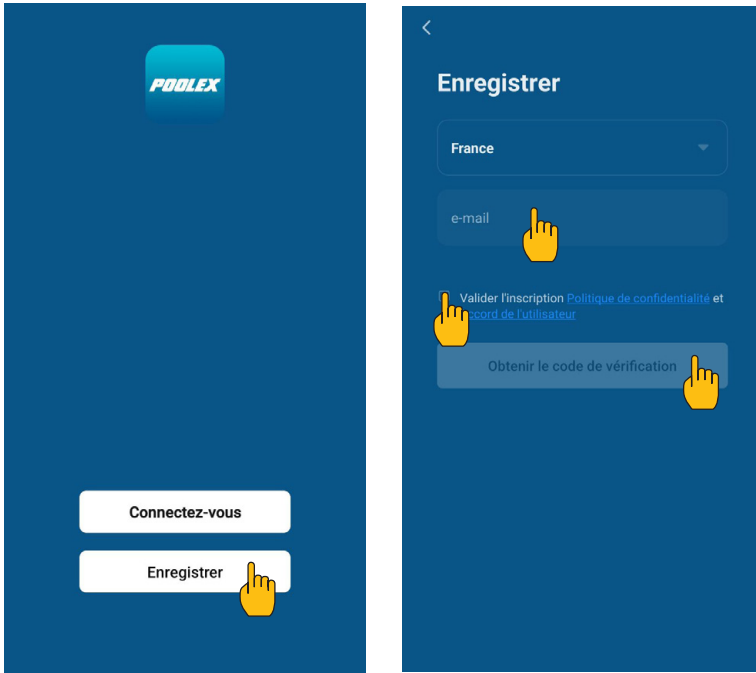 POOLEX
Connectez-vous
Enregistrer
Enregistrer
France
e-mail
Valider l'inscription Politique de confidentialité et
accord de l'utilisateur
Obtenir le code de vérification